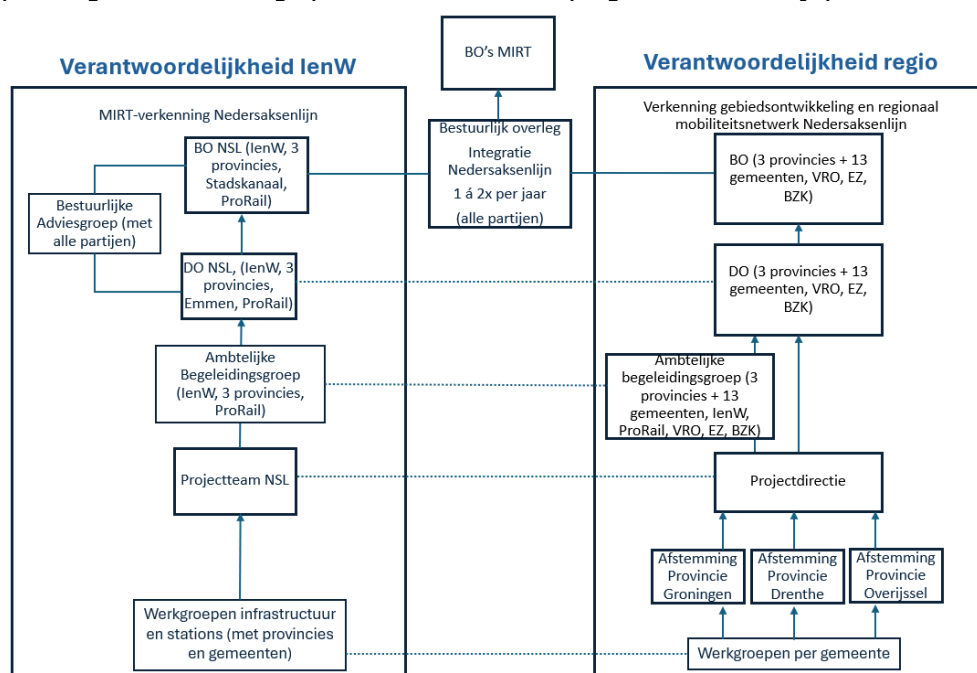 BO's MIRT
Verantwoordelijkheid IenW
Verantwoordelijkheid regio
MIRT-verkenning Nedersaksenlijn
BO NSL (IenW, 3
provincies,
Stadskanaal,
ProRail)
Bestuurlijke
Adviesgroep (met
alle partijen)
DO NSL, (IenW, 3
provincies,
Emmen, ProRail)
Ambtelijke
Begeleidingsgroep
(IenW, 3 provincies,
ProRail)
Projectteam NSL
Werkgroepen infrastructuur
en stations (met provincies
en gemeenten)
Bestuurlijk overleg
Integratie
Nedersaksenlijn
1 á 2x per jaar
(alle partijen)
Verkenning gebiedsontwikkeling en regionaal
mobiliteitsnetwerk Nedersaksenlijn
BO (3 provincies + 13
gemeenten, VRO, EZ,
BZK)
DO (3 provincies + 13
gemeenten, VRO, EZ,
BZK)
Ambtelijke
begeleidingsgroep (3
provincies + 13
gemeenten, IenW,
ProRail, VRO, EZ, BZK)
Projectdirectie
Afstemming
Provincie
Groningen
Afstemming
Provincie
Drenthe
Afstemming
Provincie
Overijssel
Werkgroepen per gemeente